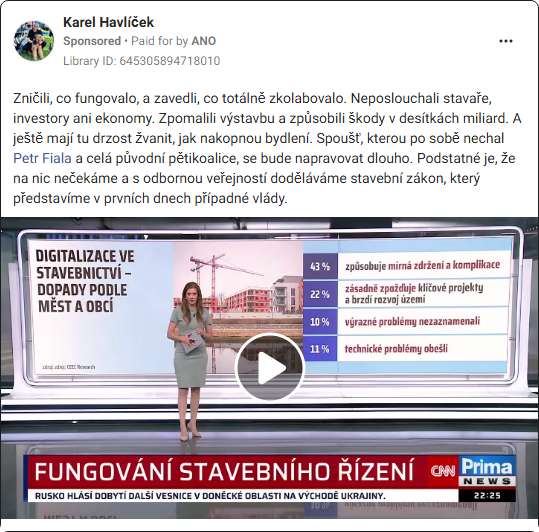 Karel Havlíček
Sponsored • Paid for by ANO
Library ID: 645305894718010
Zničili, co fungovalo, a zavedli, co totálně zkolabovalo. Neposlouchali stavaře,
investory ani ekonomy. Zpomalili výstavbu a způsobili škody v desítkách miliard. A
ještě mají tu drzost žvanit, jak nakopnou bydlení. Spoušť, kterou po sobě nechal
Petr Fiala a celá původní pětikoalice, se bude napravovat dlouho. Podstatné je, že
na nic nečekáme a s odbornou veřejností doděláváme stavební zákon, který
představíme v prvních dnech případné vlády.
DIGITALIZACE VE
STAVEBNICTVÍ –
DOPADY PODLE
MĚST A OBCÍ
43 % způsobuje mírná zdržení a komplikace
22 % zásadně zpožďuje klíčové projekty
a brzdí rozvoj území
10 % výrazné problémy nezaznamenali
11 % technické problémy obešli
zdroj: CEEC Research
FUNGOVÁNÍ STAVEBNÍHO ŘÍZENÍ
CNN Prima
NEWS
RUSKO HLÁSÍ DOBYTÍ DALŠÍ VESNICE V DONĚCKÉ OBLASTI NA VÝCHODĚ UKRAJINY.
22:25